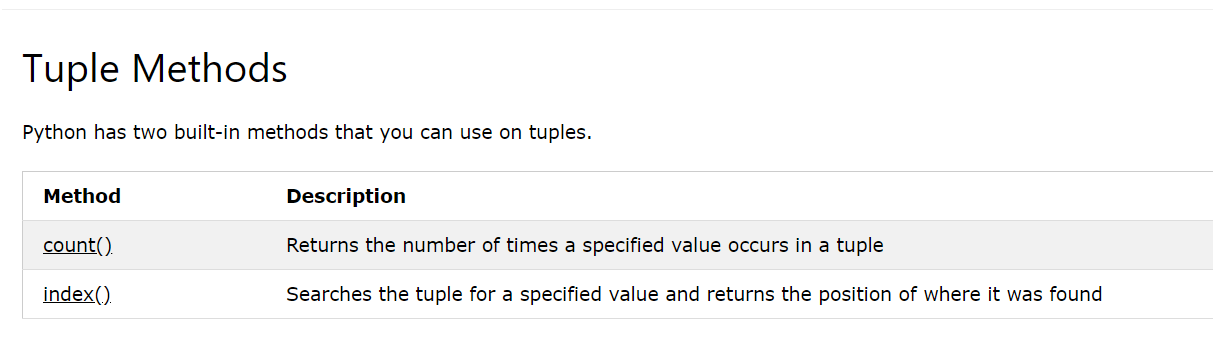 Tuple Methods
Python has two built-in methods that you can use on tuples.
Method Description
count() Returns the number of times a specified value occurs in a tuple
index() Searches the tuple for a specified value and returns the position of where it was found